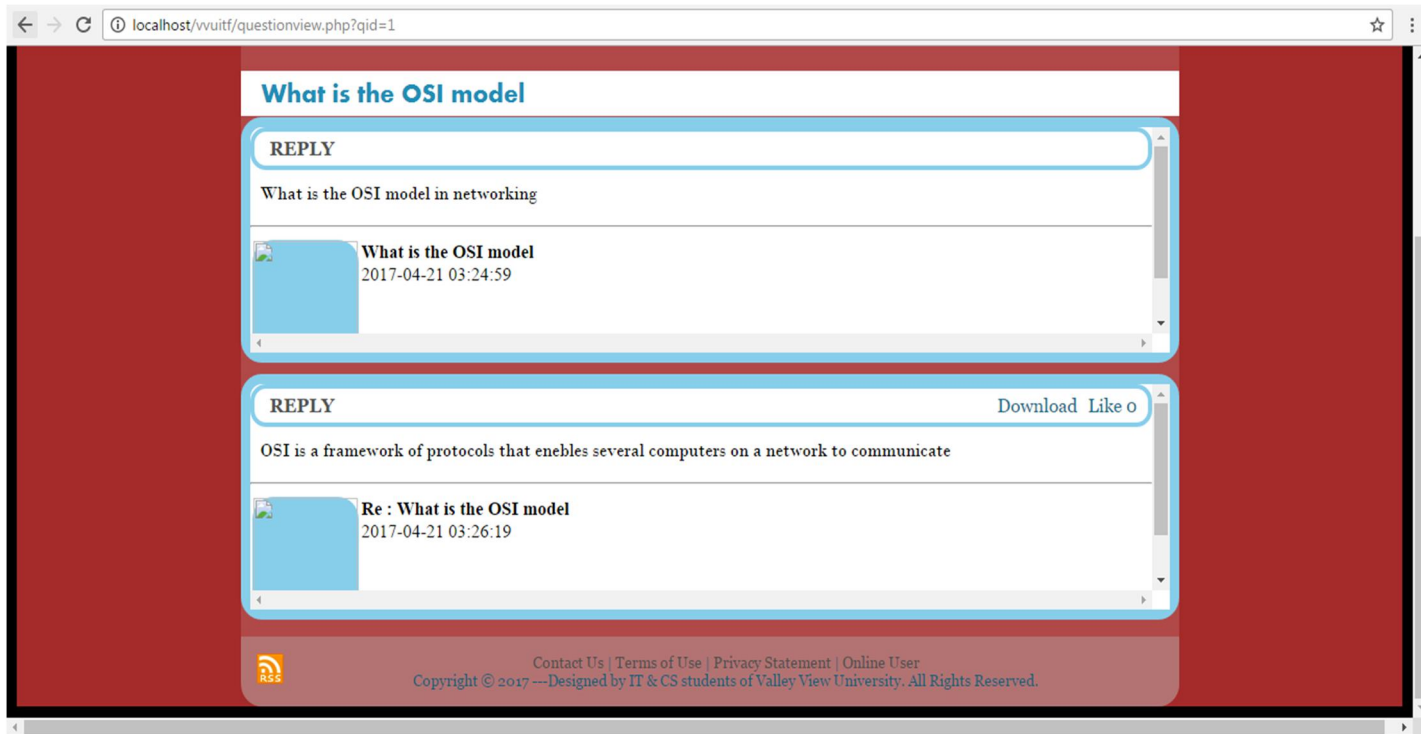 localhost/vvuitf/questionview.php?qid=1
What is the OSI model
REPLY
What is the OSI model in networking
What is the OSI model
2017-04-21 03:24:59
REPLY Download Like 0
OSI is a framework of protocols that enebles several computers on a network to communicate
Re : What is the OSI model
2017-04-21 03:26:19
RSS
Contact Us | Terms of Use | Privacy Statement | Online User
Copyright © 2017 ---Designed by IT & CS students of Valley View University. All Rights Reserved.